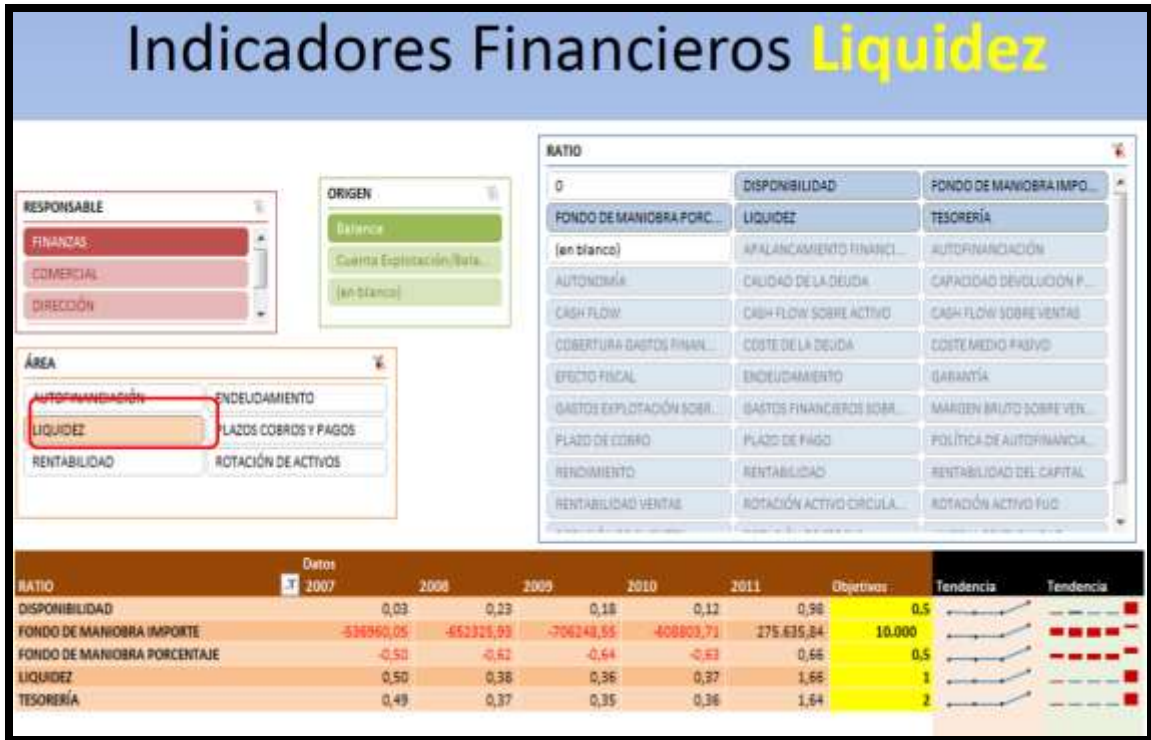 Indicadores Financieros Liquidez
RATIO
0 DISPONIBILIDAD FONDO DE MANIOBRA IMPO...
FONDO DE MANIOBRA PORC... LIQUIDEZ TESORERÍA
(en blanco) APALANCAMIENTO FINANCI... AUTOFINANCIACIÓN
AUTONOMÍA CALIDAD DE LA DEUDA CAPACIDAD DEVOLUCION P...
CASH FLOW CASH FLOW SOBRE ACTIVO CASH FLOW SOBRE VENTAS
COBERTURA GASTOS FINAN... COSTE DE LA DEUDA COSTE MEDIO PASIVO
EFECTO FISCAL ENDEUDAMIENTO GARANTÍA
GASTOS EXPLOTACIÓN SOBR... GASTOS FINANCIEROS SOBR... MARGEN BRUTO SOBRE VEN...
PLAZO DE COBRO PLAZO DE PAGO POLÍTICA DE AUTOFINANCIA...
RENDIMIENTO RENTABILIDAD RENTABILIDAD DEL CAPITAL
RENTABILIDAD VENTAS ROTACIÓN ACTIVO CIRCULA... ROTACIÓN ACTIVO FIJO
RESPONSABLE
FINANZAS
COMERCIAL
DIRECCIÓN
ORIGEN
Balance
Cuenta Explotación/Bala...
(en blanco)
ÁREA
AUTOFINANCIACIÓN ENDEUDAMIENTO
LIQUIDEZ PLAZOS COBROS Y PAGOS
RENTABILIDAD ROTACIÓN DE ACTIVOS
Datos
RATIO 2007 2008 2009 2010 2011 Objetivos Tendencia Tendencia
DISPONIBILIDAD 0,03 0,23 0,18 0,12 0,98 0.5
FONDO DE MANIOBRA IMPORTE -536960,05 -652325,93 -706248,55 -608803,71 275.635,84 10.000
FONDO DE MANIOBRA PORCENTAJE -0,50 -0,62 -0,64 -0,63 0,66 0,5
LIQUIDEZ 0,50 0,38 0,36 0,37 1,66 1
TESORERÍA 0,49 0,37 0,35 0,36 1,64 2